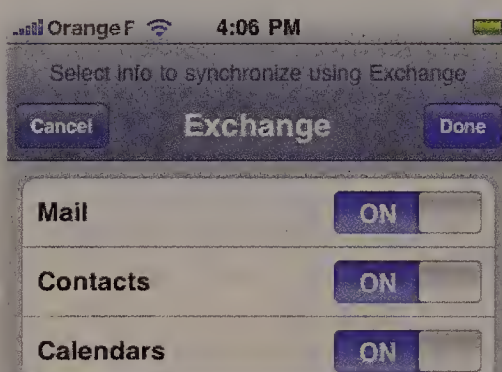 Orange F 4:06 PM
Select info to synchronize using Exchange
Cancel Exchange Done
Mail ON
Contacts ON
Calendars ON